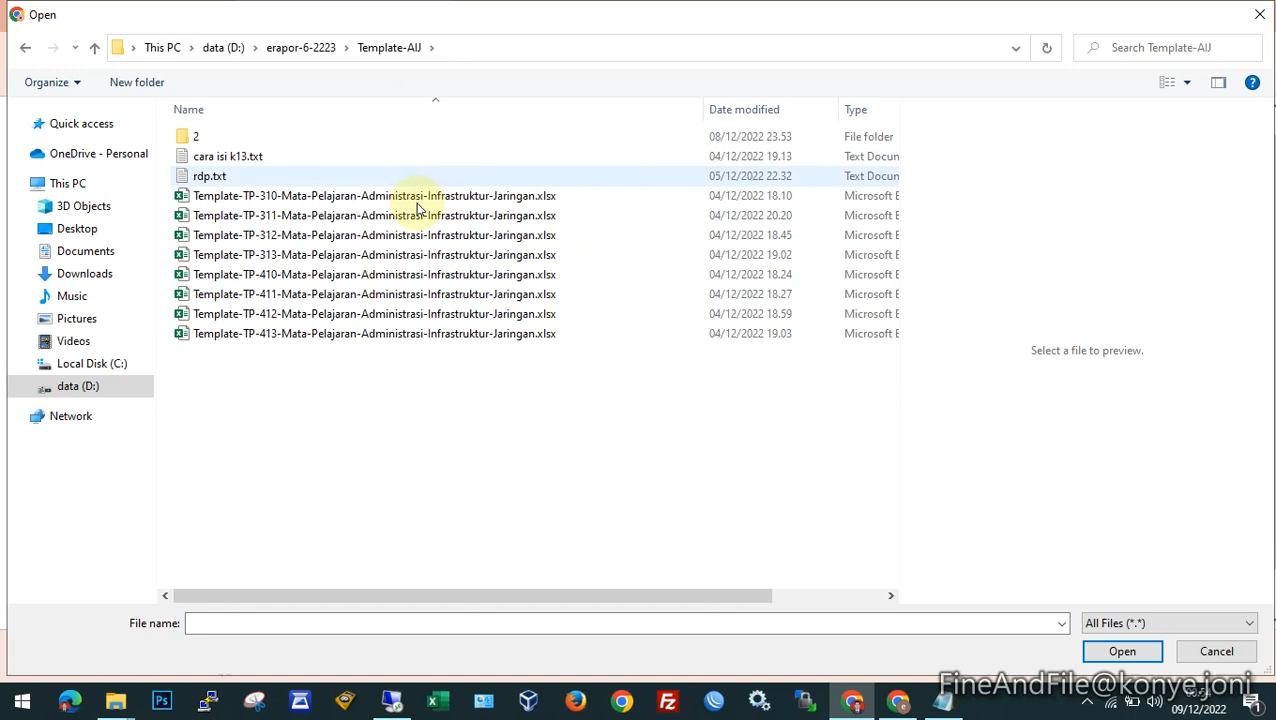 Open
This PC
data (D:)
erapor-6-2223
Template-AIJ
Search Template-AIJ
Organize
New folder
Name
Date modified
Type
Quick access
OneDrive - Personal
This PC
3D Objects
Desktop
Documents
Downloads
Music
Pictures
Videos
Local Disk (C:)
data (D:)
Network
2 08/12/2022 23.53 File folder
cara isi k13.txt 04/12/2022 19.13 Text Docun
rdp.txt 05/12/2022 22.32 Text Docun
Template-TP-310-Mata-Pelajaran-Administrasi-Infrastruktur-Jaringan.xlsx 04/12/2022 18.10 Microsoft E
Template-TP-311-Mata-Pelajaran-Administrasi-Infrastruktur-Jaringan.xlsx 04/12/2022 20.20 Microsoft E
Template-TP-312-Mata-Pelajaran-Administrasi-Infrastruktur-Jaringan.xlsx 04/12/2022 18.45 Microsoft E
Template-TP-313-Mata-Pelajaran-Administrasi-Infrastruktur-Jaringan.xlsx 04/12/2022 19.02 Microsoft E
Template-TP-410-Mata-Pelajaran-Administrasi-Infrastruktur-Jaringan.xlsx 04/12/2022 18.24 Microsoft E
Template-TP-411-Mata-Pelajaran-Administrasi-Infrastruktur-Jaringan.xlsx 04/12/2022 18.27 Microsoft E
Template-TP-412-Mata-Pelajaran-Administrasi-Infrastruktur-Jaringan.xlsx 04/12/2022 18.59 Microsoft E
Template-TP-413-Mata-Pelajaran-Administrasi-Infrastruktur-Jaringan.xlsx 04/12/2022 19.03 Microsoft E
Select a file to preview.
File name:
All Files (*.*)
Open
Cancel
FineAndFile@konye.joni
09/12/2022